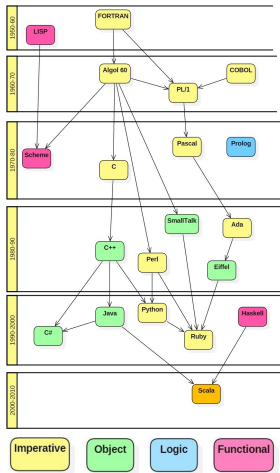 1950-60
FORTRAN
LISP
1960-70
Algol 60
COBOL
PL/1
1970-80
Scheme
C
Pascal
Prolog
1980-90
SmallTalk
Ada
C++
Perl
Eiffel
1990-2000
Java
Python
Haskell
C#
Ruby
2000-2010
Scala
Imperative
Object
Logic
Functional